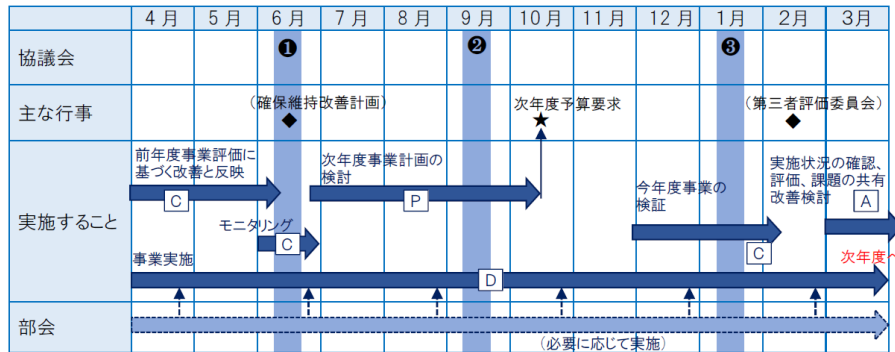 4月 5月 6月 7月 8月 9月 10月 11月 12月 1月 2月 3月
協議会 ❶ ❷ ❸
主な行事
(確保維持改善計画)
次年度予算要求
(第三者評価委員会)
実施すること
前年度事業評価に
基づく改善と反映
C
次年度事業計画の
検討
P
モニタリング
C
今年度事業の
検証
C
実施状況の確認、
評価、課題の共有
改善検討
A
事業実施
D
次年度へ
部会
(必要に応じて実施)